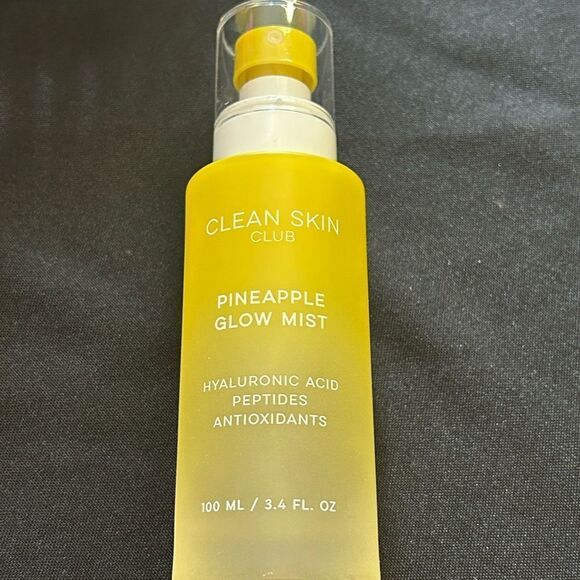 CLEAN SKIN
CLUB
PINEAPPLE
GLOW MIST
HYALURONIC ACID
PEPTIDES
ANTIOXIDANTS
100 ML / 3.4 FL. OZ